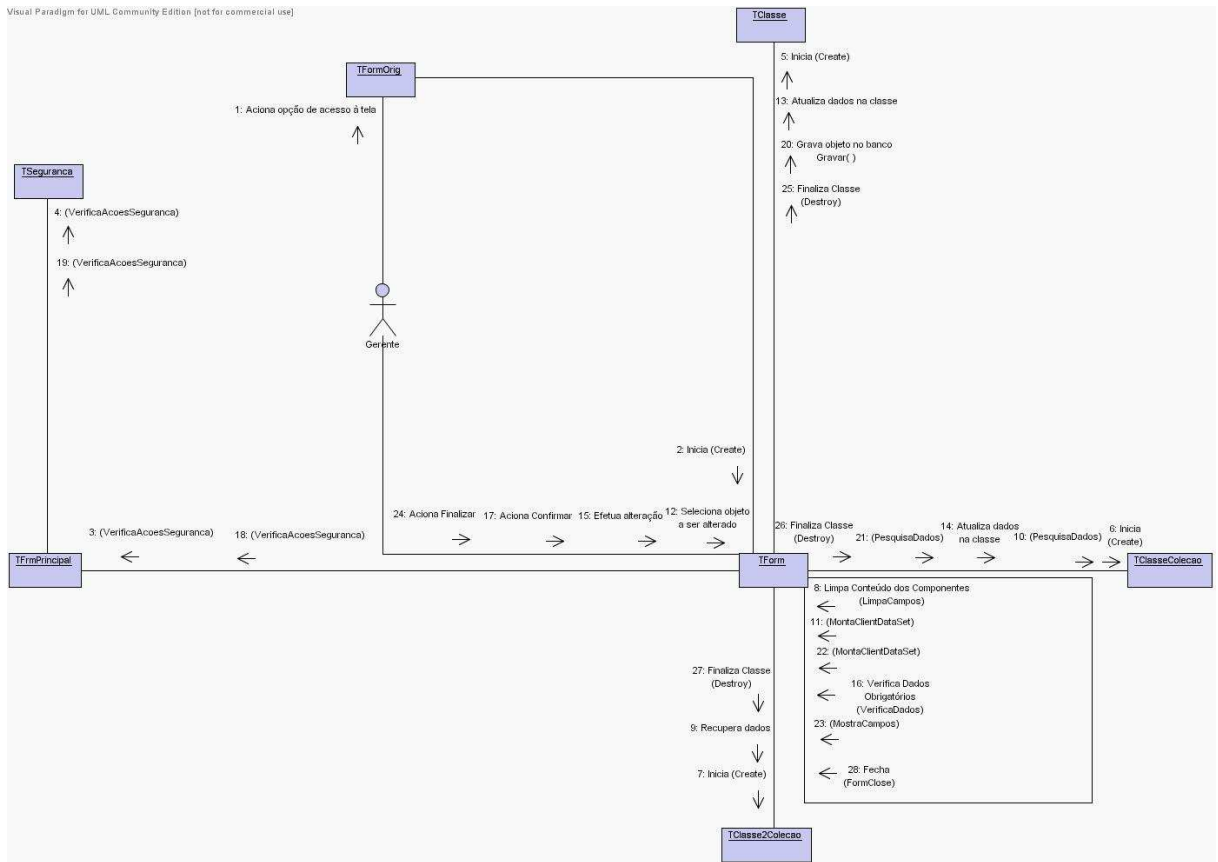 Visual Paradigm for UML Community Edition [not for commercial use]
TClasse
5: Inicia (Create)
TFormOrig
13: Atualiza dados na classe
1: Aciona opção de acesso à tela
20: Grava objeto no banco
Gravar( )
TSeguranca
25: Finaliza Classe
(Destroy)
4: (VerificaAcoesSeguranca)
19: (VerificaAcoesSeguranca)
Gerente
2: Inicia (Create)
24: Aciona Finalizar
17: Aciona Confirmar
15: Efetua alteração
12: Seleciona objeto
a ser alterado
26: Finaliza Classe
(Destroy)
21: (PesquisaDados)
14: Atualiza dados
na classe
10: (PesquisaDados)
6: Inicia
(Create)
3: (VerificaAcoesSeguranca)
18: (VerificaAcoesSeguranca)
TFrmPrincipal
TForm
TClasseColecao
8: Limpa Conteúdo dos Componentes
(LimpaCampos)
11: (MontaClientDataSet)
22: (MontaClientDataSet)
27: Finaliza Classe
(Destroy)
16: Verifica Dados
Obrigatórios
(VerificaDados)
9: Recupera dados
23: (MostraCampos)
7: Inicia (Create)
28: Fecha
(FormClose)
TClasse2Colecao